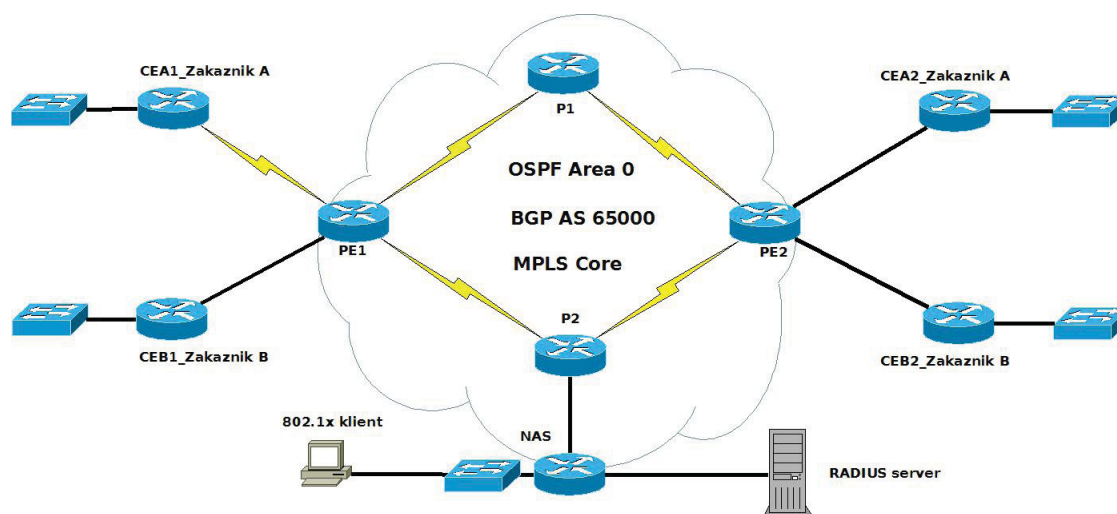 CEA1_Zakaznik A
CEA2_Zakaznik A
P1
OSPF Area 0
BGP AS 65000
PE1
PE2
MPLS Core
P2
CEB1_Zakaznik B
CEB2_Zakaznik B
802.1x klient
NAS
RADIUS server